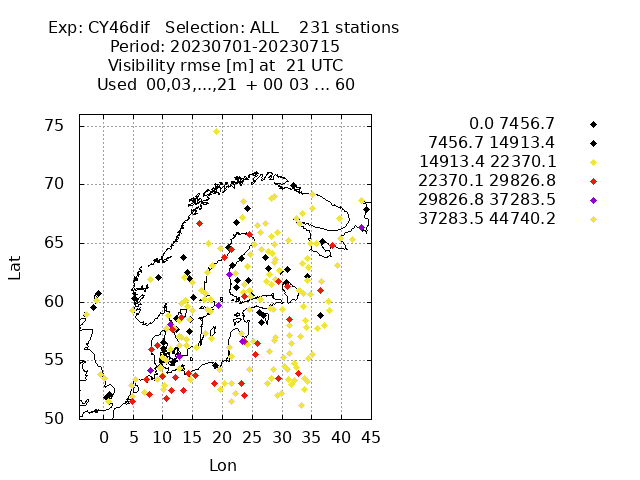 Exp: CY46dif   Selection: ALL    231 stations
Period: 20230701-20230715
Visibility rmse [m] at  21 UTC
Used  00,03,...,21  + 00 03 ... 60
0.0 7456.7
7456.7 14913.4
14913.4 22370.1
22370.1 29826.8
29826.8 37283.5
37283.5 44740.2
75
70
65
60
55
50
Lat
0 5 10 15 20 25 30 35 40 45
Lon